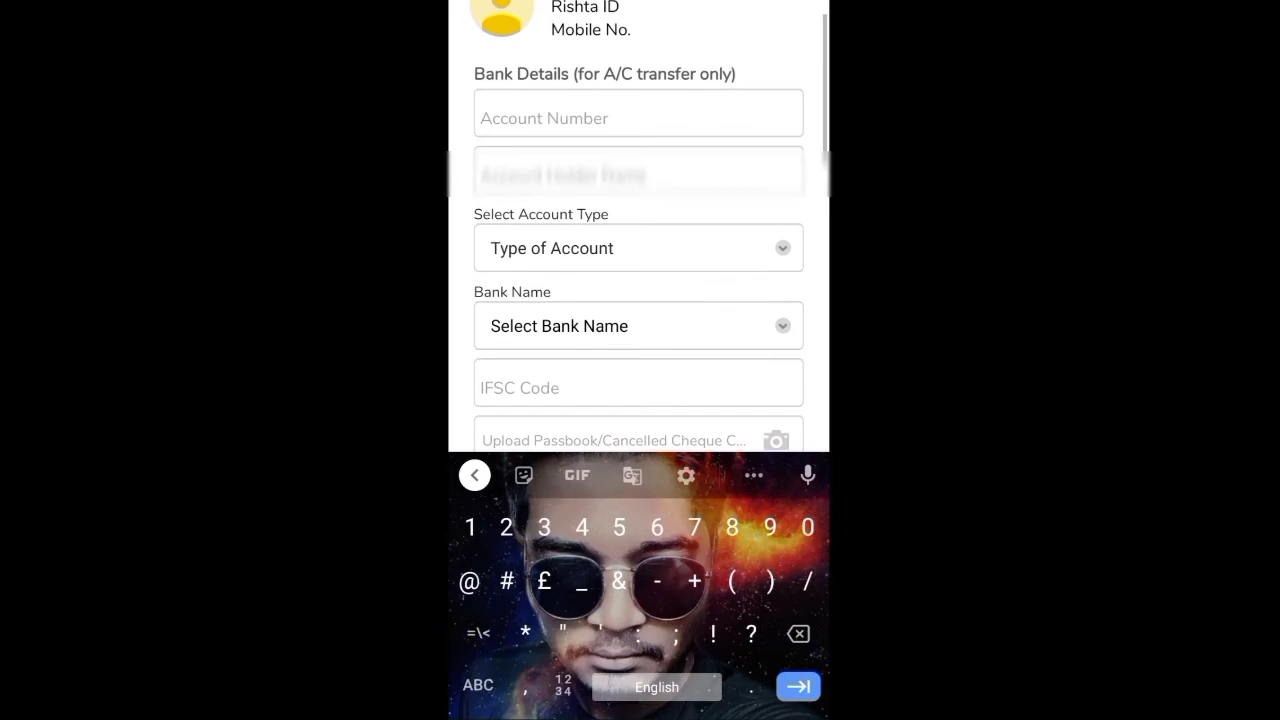 Rishta ID
Mobile No.
Bank Details (for A/C transfer only)
Account Number
Account Holder Name
Select Account Type
Type of Account
Bank Name
Select Bank Name
IFSC Code
Upload Passbook/Cancelled Cheque C...
GIF
1 2 3 4 5 6 7 8 9 0
@ # £ _ & - + ( ) /
=\< * " ' : ; ! ?
ABC , 12 34 English .